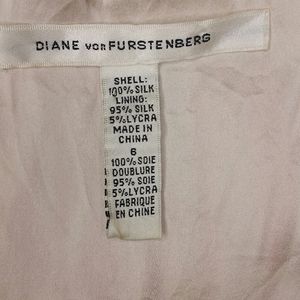 DIANE von FURSTENBERG
SHELL:
100% SILK
LINING:
95% SILK
5%LYCRA
MADE IN
CHINA
6
100% SOIE
DOUBLURE
95% SOIE
5%LYCRA
FABRIQUE
EN CHINE